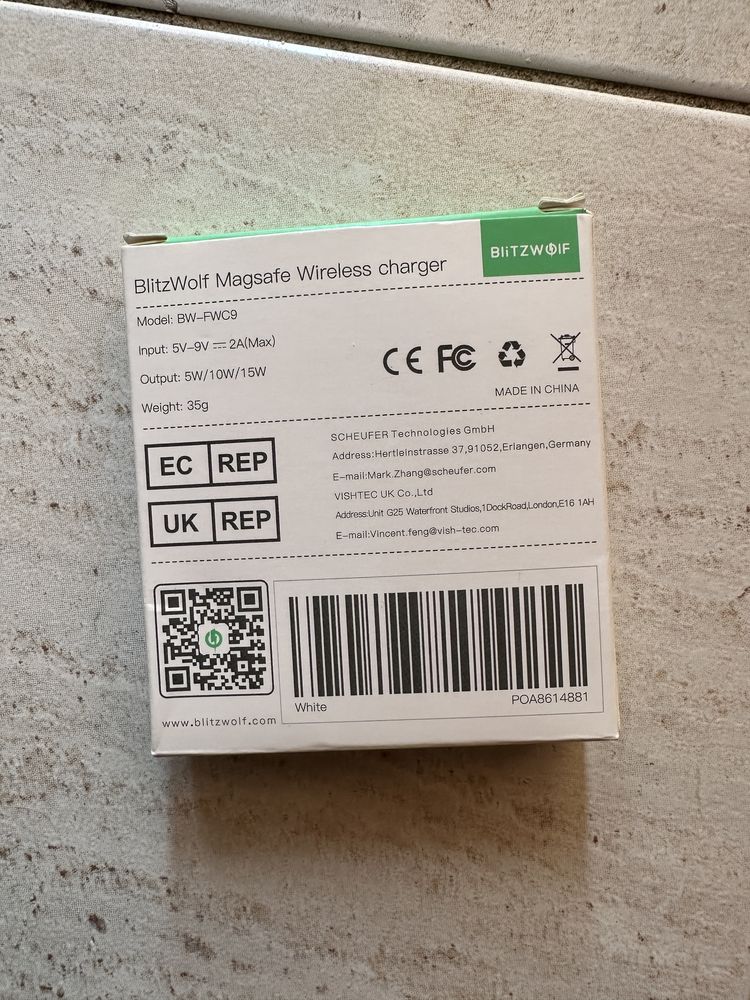 BlitzWolf Magsafe Wireless charger
BLiTZWOLF
Model: BW-FWC9
Input: 5V-9V ⎓ 2A(Max)
Output: 5W/10W/15W
Weight: 35g
CE FC
MADE IN CHINA
EC REP
SCHEUFER Technologies GmbH
Address:Hertleinstrasse 37,91052,Erlangen,Germany
E-mail:Mark.Zhang@scheufer.com
UK REP
VISHTEC UK Co.,Ltd
Address:Unit G25 Waterfront Studios,1DockRoad,London,E16 1AH
E-mail:Vincent.feng@vish-tec.com
www.blitzwolf.com
White
POA8614881